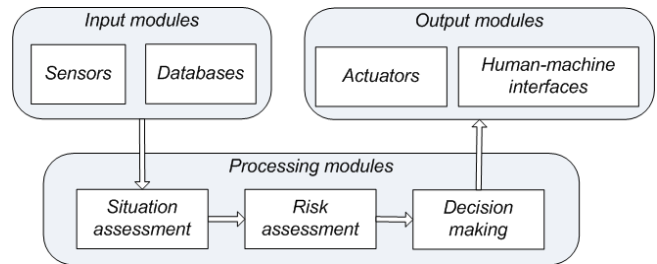 Input modules
Sensors
Databases
Output modules
Actuators
Human-machine
interfaces
Processing modules
Situation
assessment
Risk
assessment
Decision
making